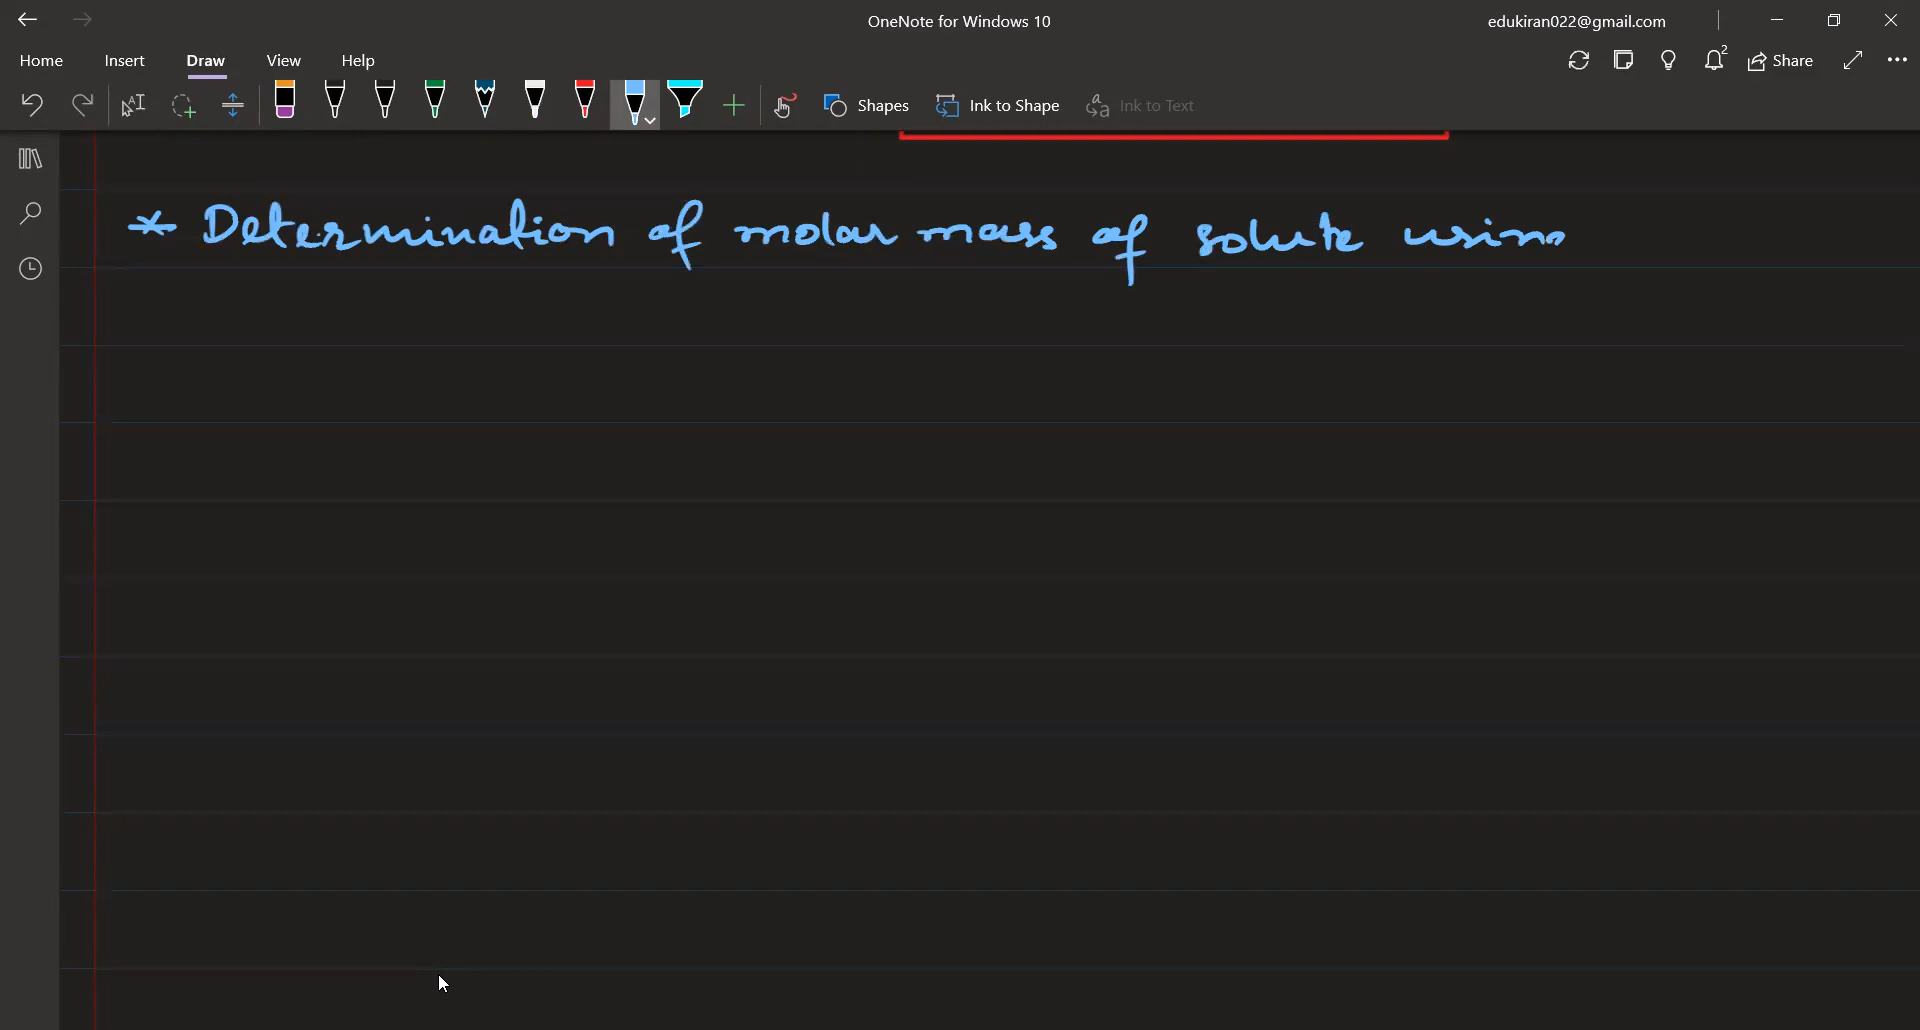 OneNote for Windows 10
edukiran022@gmail.com
Home Insert Draw View Help
2
Share
Shapes Ink to Shape Ink to Text
* Determination of molar mass of solute using